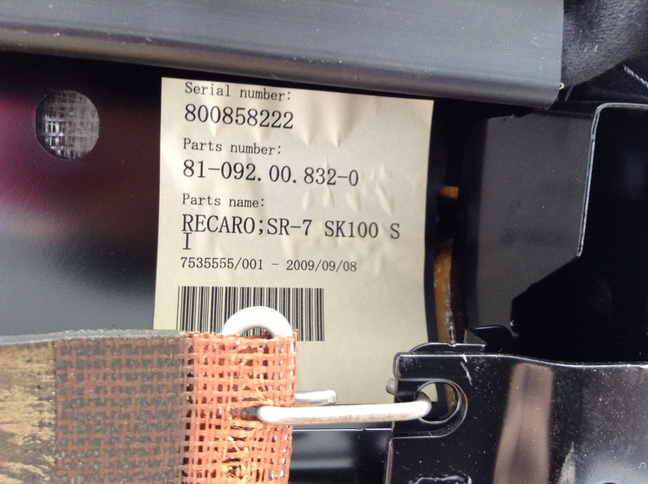 Serial number:
800858222
Parts number:
81-092.00.832-0
Parts name:
RECARO;SR-7 SK100 S
I
7535555/001 - 2009/09/08